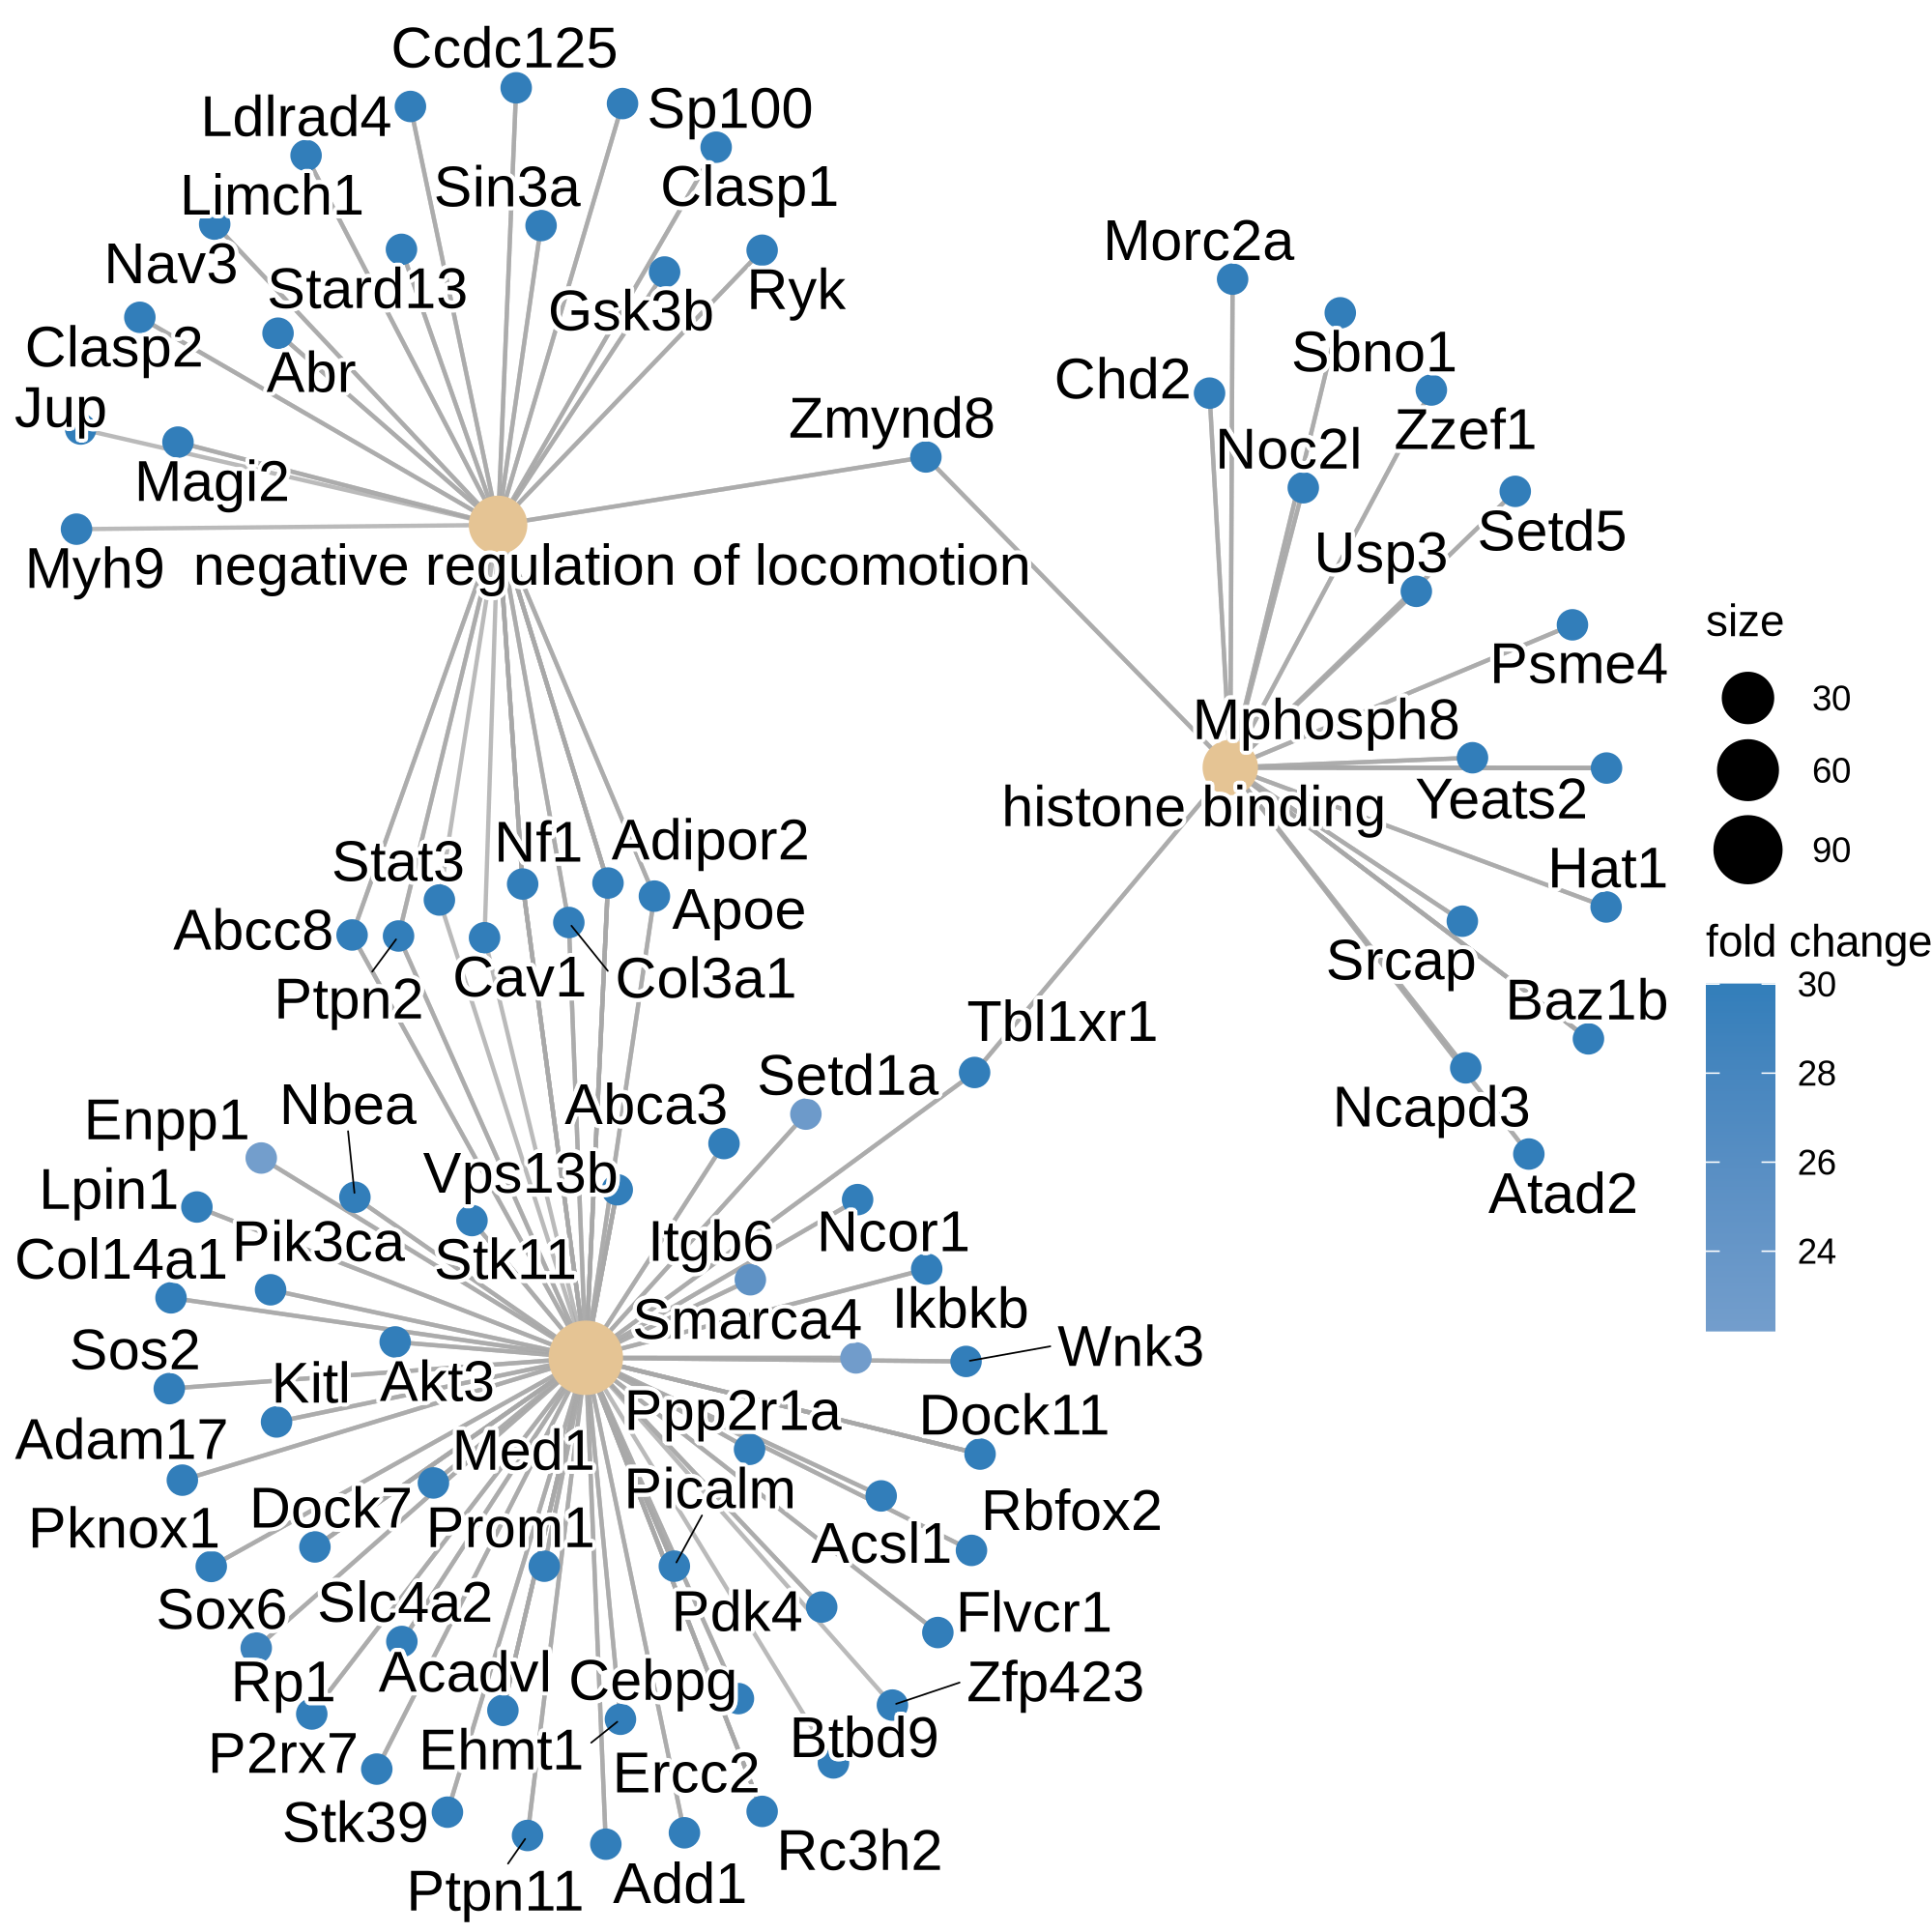 Ccdc125
Ldlrad4
Sp100
Limch1
Sin3a
Clasp1
Nav3
Stard13
Gsk3b
Ryk
Clasp2
Abr
Jup
Magi2
Myh9
negative regulation of locomotion
Zmynd8
Morc2a
Sbno1
Chd2
Zzef1
Noc2l
Setd5
Usp3
Psme4
Mphosph8
Yeats2
histone binding
Hat1
Srcap
Baz1b
Ncapd3
Atad2
Tbl1xr1
Stat3
Nf1
Adipor2
Abcc8
Apoe
Ptpn2
Cav1
Col3a1
Setd1a
Enpp1
Nbea
Abca3
Lpin1
Vps13b
Col14a1
Pik3ca
Stk11
Itgb6
Ncor1
Sos2
Kitl
Akt3
Smarca4
Ikbkb
Wnk3
Adam17
Med1
Ppp2r1a
Dock11
Pknox1
Dock7
Prom1
Picalm
Acsl1
Rbfox2
Sox6
Slc4a2
Pdk4
Flvcr1
Rp1
Acadvl
Cebpg
Zfp423
P2rx7
Ehmt1
Ercc2
Btbd9
Stk39
Ptpn11
Add1
Rc3h2
size
30
60
90
fold change
30
28
26
24